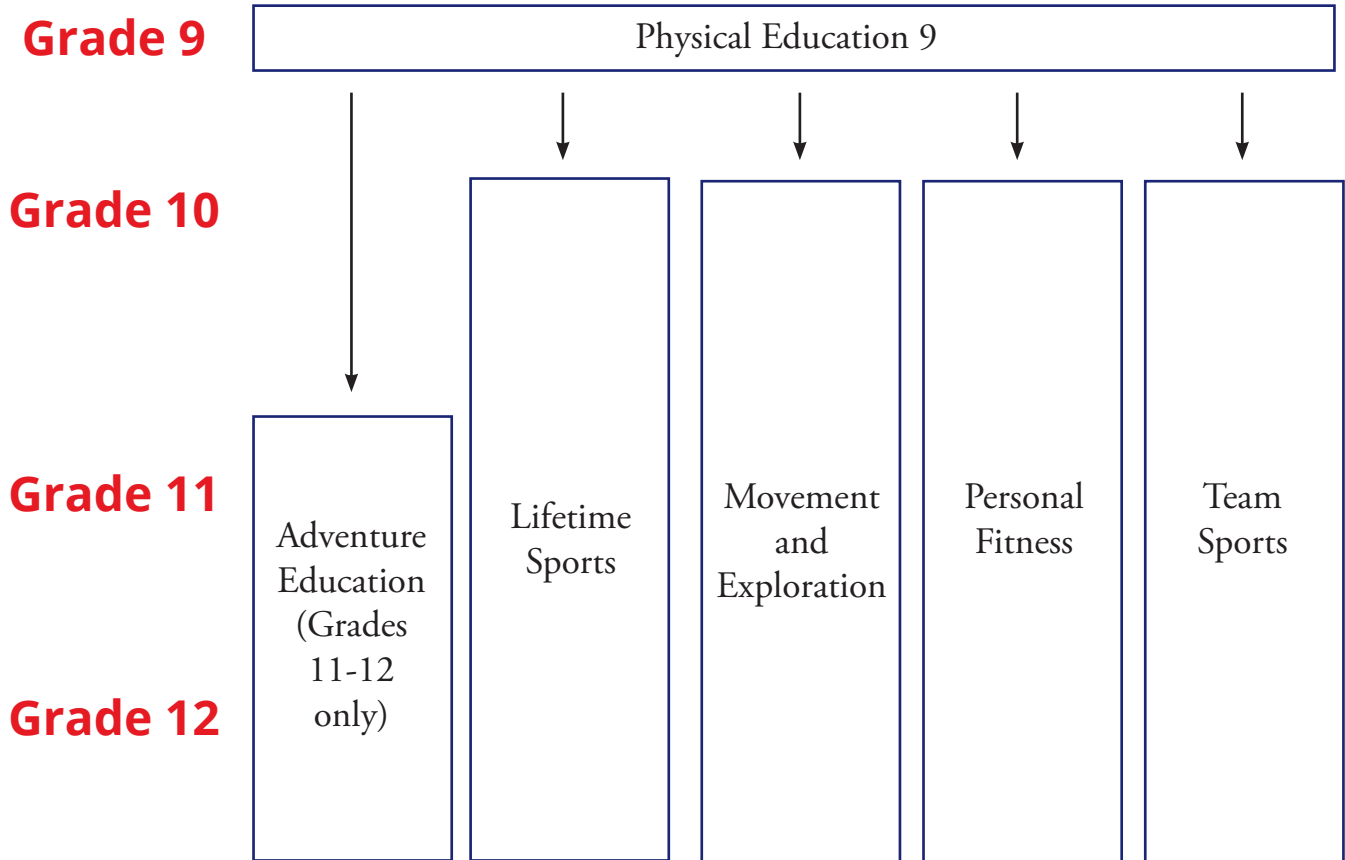 Grade 9
Physical Education 9
Grade 10
Grade 11
Grade 12
Adventure
Education
(Grades
11-12
only)
Lifetime
Sports
Movement
and
Exploration
Personal
Fitness
Team
Sports